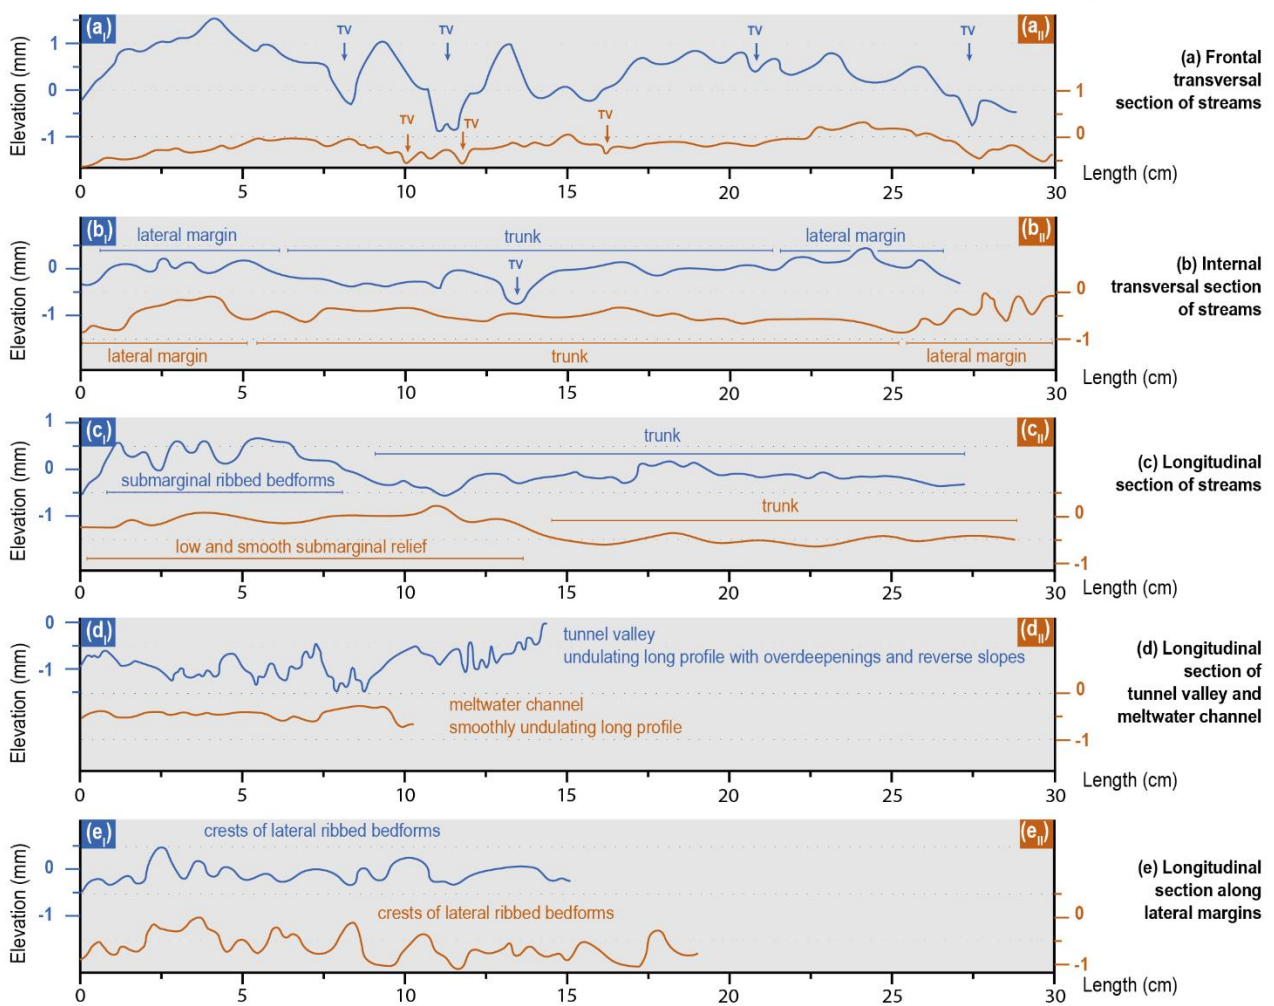 (aI)
(aII)
TV
TV
TV
TV
TV
TV
TV
Elevation (mm)
1
0
-1
1
0
0
5
10
15
20
25
30
Length (cm)
(a) Frontal
transversal
section of streams
(bI)
(bII)
lateral margin
trunk
lateral margin
TV
Elevation (mm)
0
-1
0
-1
lateral margin
trunk
lateral margin
0
5
10
15
20
25
30
Length (cm)
(b) Internal
transversal section
of streams
(cI)
(cII)
trunk
submarginal ribbed bedforms
trunk
low and smooth submarginal relief
Elevation (mm)
1
0
-1
0
-1
0
5
10
15
20
25
30
Length (cm)
(c) Longitudinal
section of streams
(dI)
(dII)
tunnel valley
undulating long profile with overdeepenings and reverse slopes
meltwater channel
smoothly undulating long profile
Elevation (mm)
0
-1
0
-1
0
5
10
15
20
25
30
Length (cm)
(d) Longitudinal
section of
tunnel valley and
meltwater channel
(eI)
(eII)
crests of lateral ribbed bedforms
crests of lateral ribbed bedforms
Elevation (mm)
0
-1
0
-1
0
5
10
15
20
25
30
Length (cm)
(e) Longitudinal
section along
lateral margins